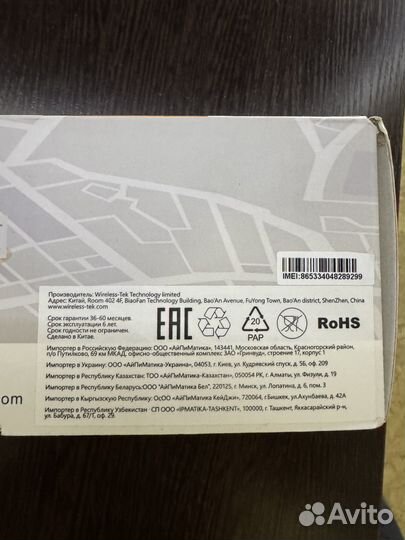 IMEI:865334048289299
Производитель: Wireless-Tek Technology limited
Адрес: Китай, Room 402 4F, BiaoFan Technology Building, Bao'An Avenue, FuYong Town, Bao'An district, ShenZhen, China
www.wireless-tek.com
Срок гарантии 36-60 месяцев.
Срок эксплуатации 6 лет.
Срок годности не ограничен.
Сделано в Китае.
EAC
20
PAP
RoHS
Импортер в Российскую Федерацию: ООО «АйПиМатика», 143441, Московская область, Красногорский район,
п/о Путилково, 69 км МКАД, офисно-общественный комплекс ЗАО «Гринвуд», строение 17, корпус 1
Импортер в Украину: ООО «АйПиМатика-Украина», 04053, г. Киев, ул. Кудрявский спуск, д. 5б, оф. 209
Импортер в Республику Казахстан: ТОО «АйПиМатика-Казахстан», 050054 РК, г. Алматы, ул. Физули, д. 19
Импортер в Республику Беларусь: ООО "АйПиМатика Бел", 220125, г. Минск, ул. Лопатина, д. 6, пом. 3
Импортер в Кыргызскую Республику: ОсОО «АйПиМатика КейДжи», 720064, г.Бишкек, ул.Ахунбаева, д. 42А
Импортер в Республику Узбекистан - СП ООО «IPMATIKA-TASHKENT», 100000, г. Ташкент, Яккасарайский р-н,
ул. Бабура, д. 67/Т, оф. 29.
om
Avito